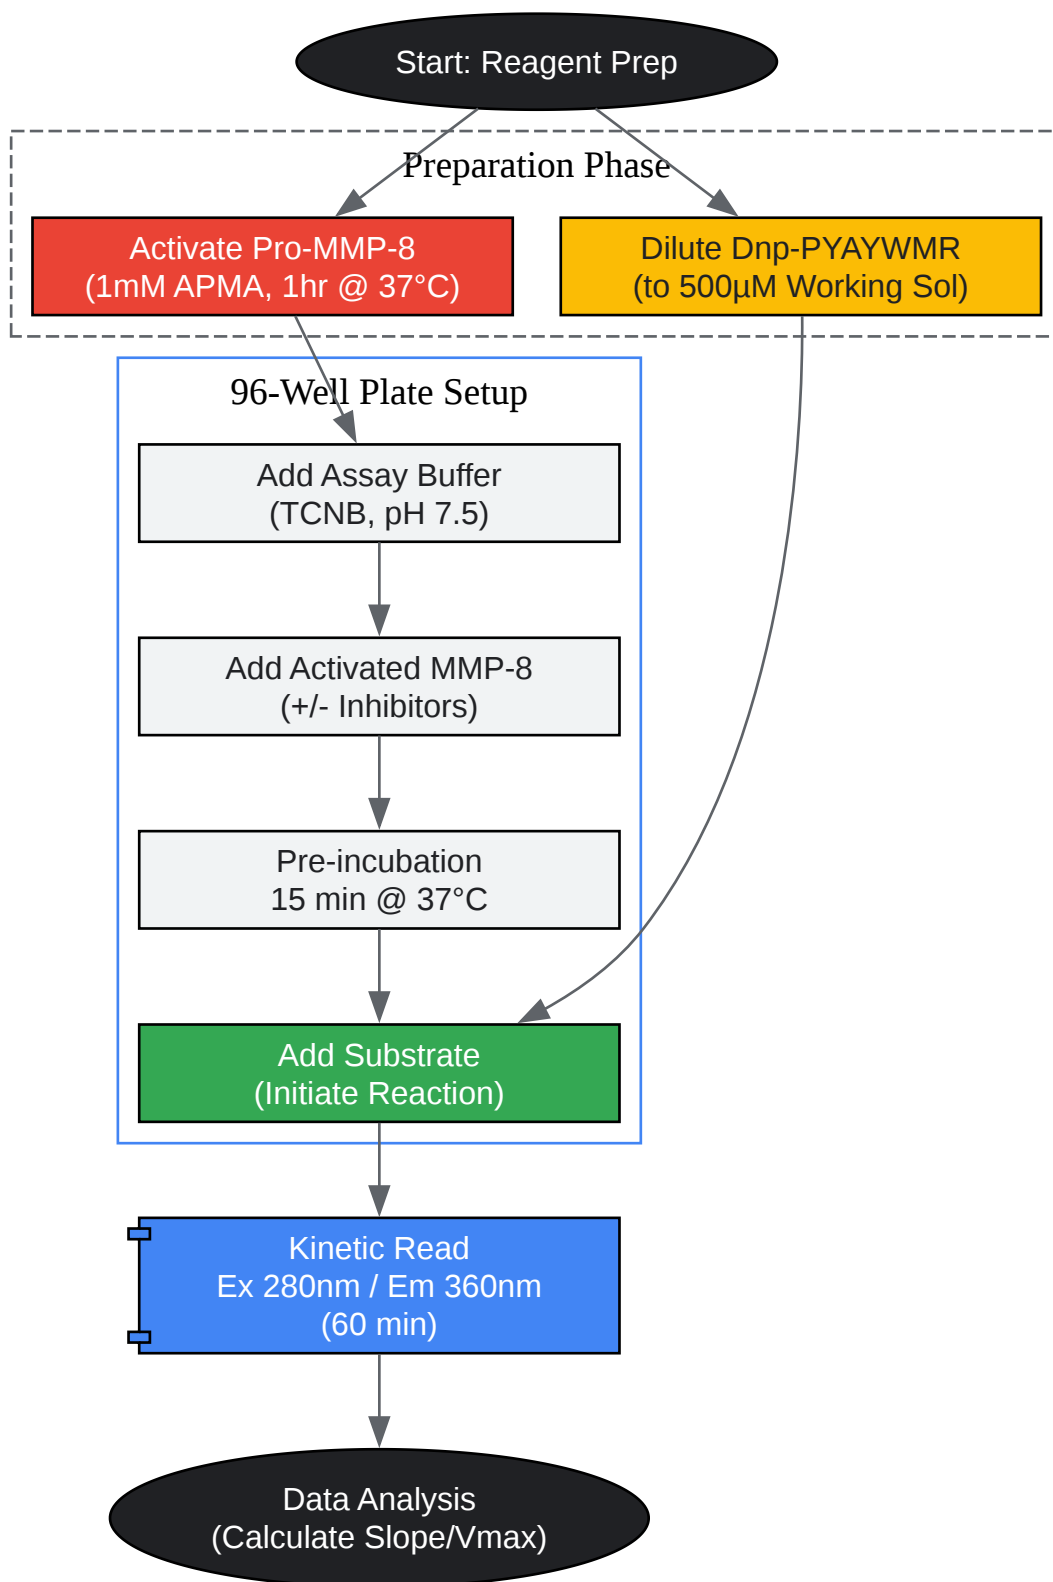 Start: Reagent Prep
Preparation Phase
Activate Pro-MMP-8
(1mM APMA, 1hr @ 37°C)
Dilute Dnp-PYAYWMR
(to 500µM Working Sol)
96-Well Plate Setup
Add Assay Buffer
(TCNB, pH 7.5)
Add Activated MMP-8
(+/- Inhibitors)
Pre-incubation
15 min @ 37°C
Add Substrate
(Initiate Reaction)
Kinetic Read
Ex 280nm / Em 360nm
(60 min)
Data Analysis
(Calculate Slope/Vmax)